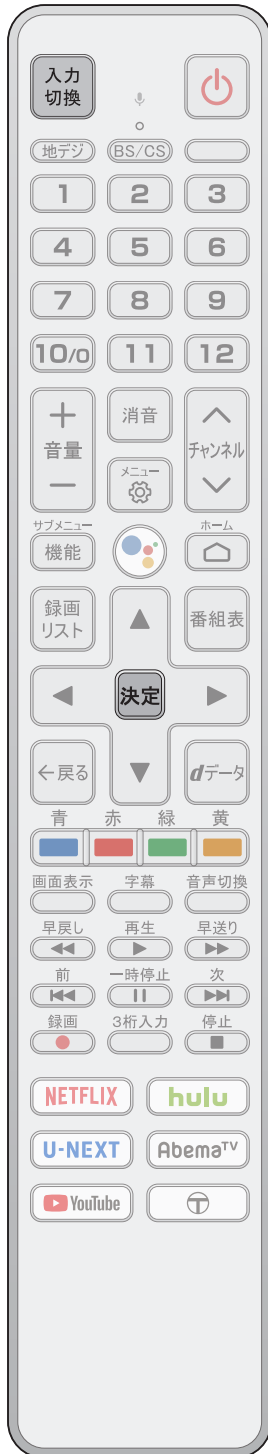 入力
切換
地デジ
BS/CS
1
2
3
4
5
6
7
8
9
10/0
11
12
+
音量
−
消音
メニュー
チャンネル
サブメニュー
機能
ホーム
録画
リスト
番組表
決定
←戻る
dデータ
青
赤
緑
黄
画面表示
字幕
音声切換
早戻し
再生
早送り
前
一時停止
次
録画
3桁入力
停止
NETFLIX
hulu
U-NEXT
AbemaTV
YouTube
T